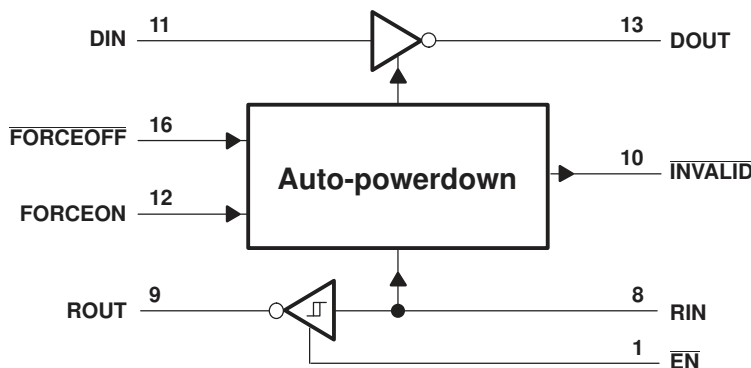 DIN 11 13 DOUT
FORCEOFF 16
Auto-powerdown 10 INVALID
FORCEON 12
ROUT 9 8 RIN
1 EN